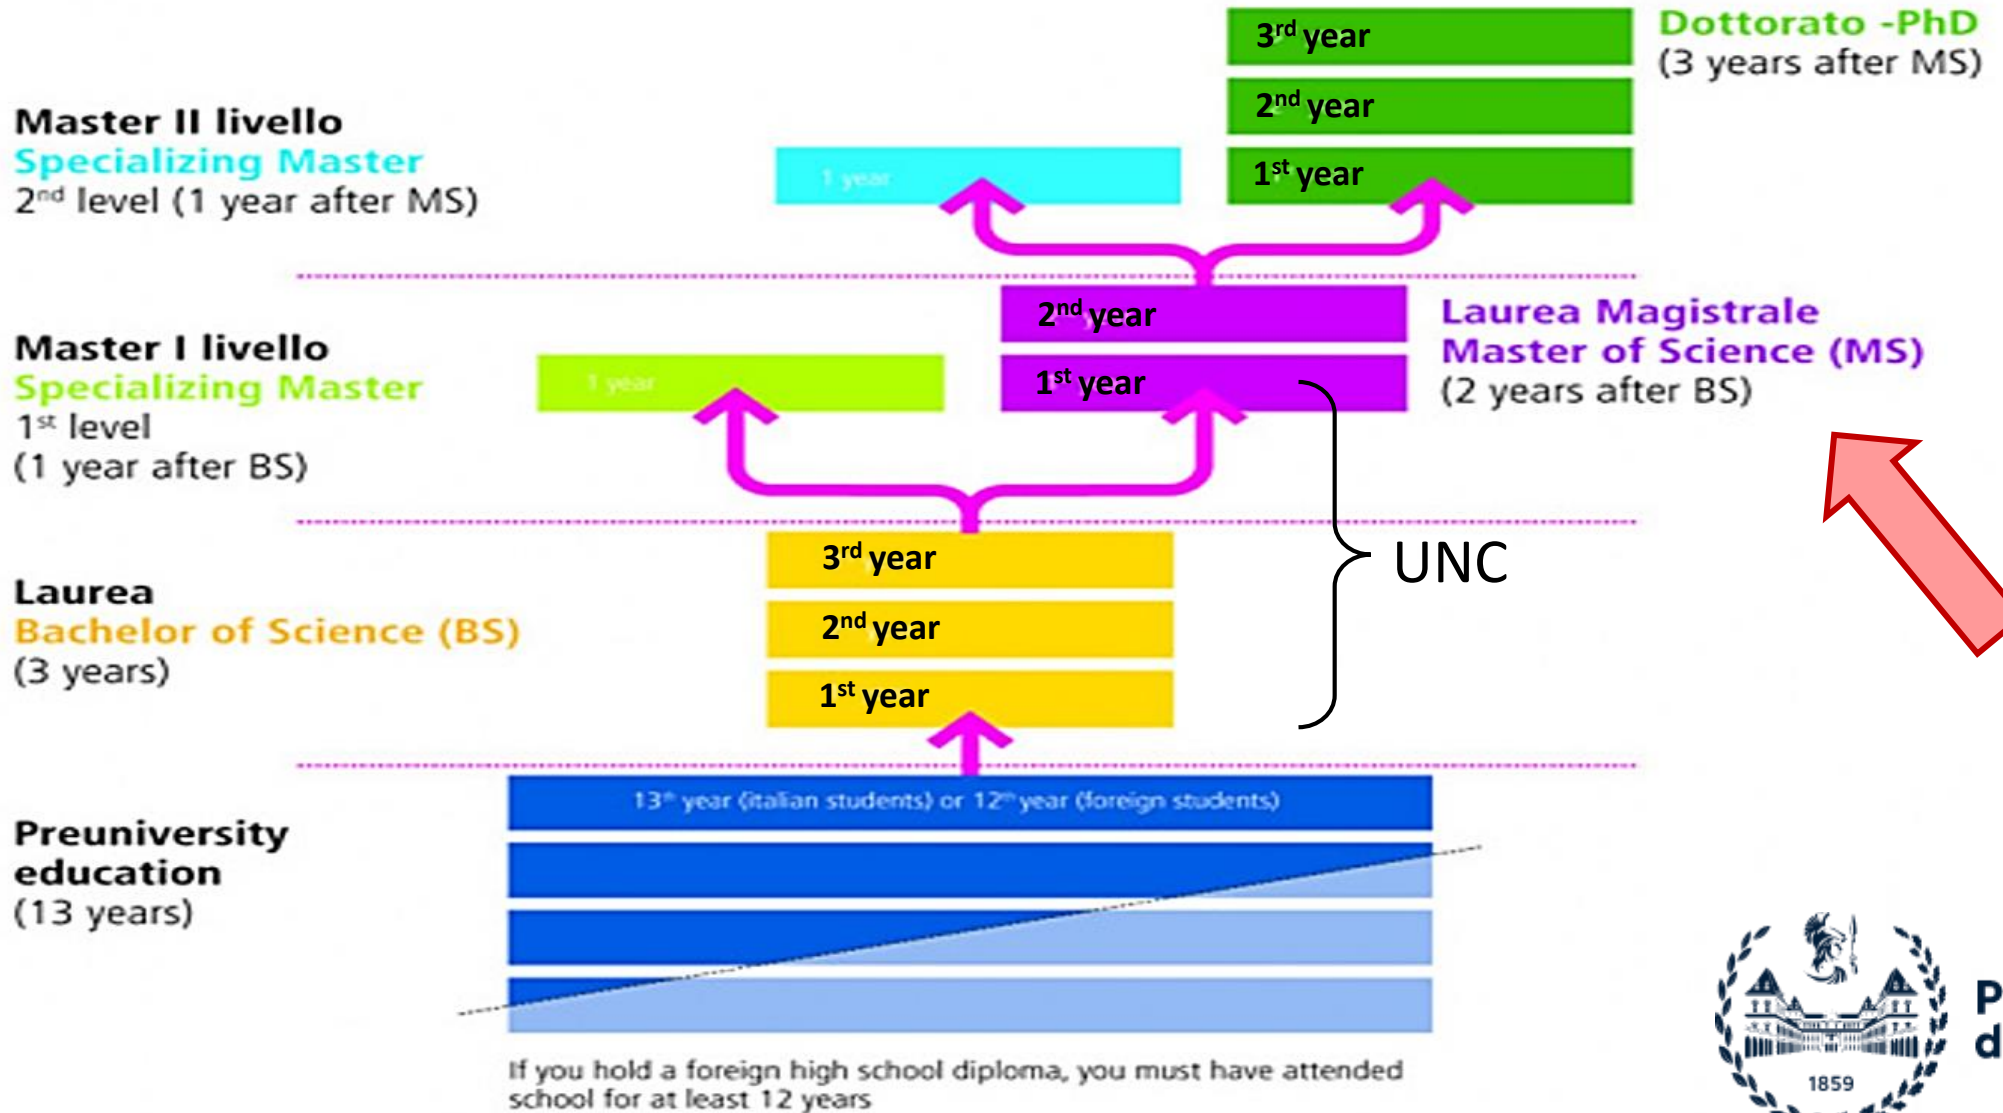 3rd year
Dottorato -PhD
(3 years after MS)
2nd year
Master II livello
Specializing Master
2nd level (1 year after MS)
1 year
1st year
2nd year
Laurea Magistrale
Master of Science (MS)
(2 years after BS)
Master I livello
Specializing Master
1st level
(1 year after BS)
1 year
1st year
3rd year
UNC
Laurea
Bachelor of Science (BS)
(3 years)
2nd year
1st year
13th year (italian students) or 12th year (foreign students)
Preuniversity
education
(13 years)
If you hold a foreign high school diploma, you must have attended
school for at least 12 years
P
d
1859